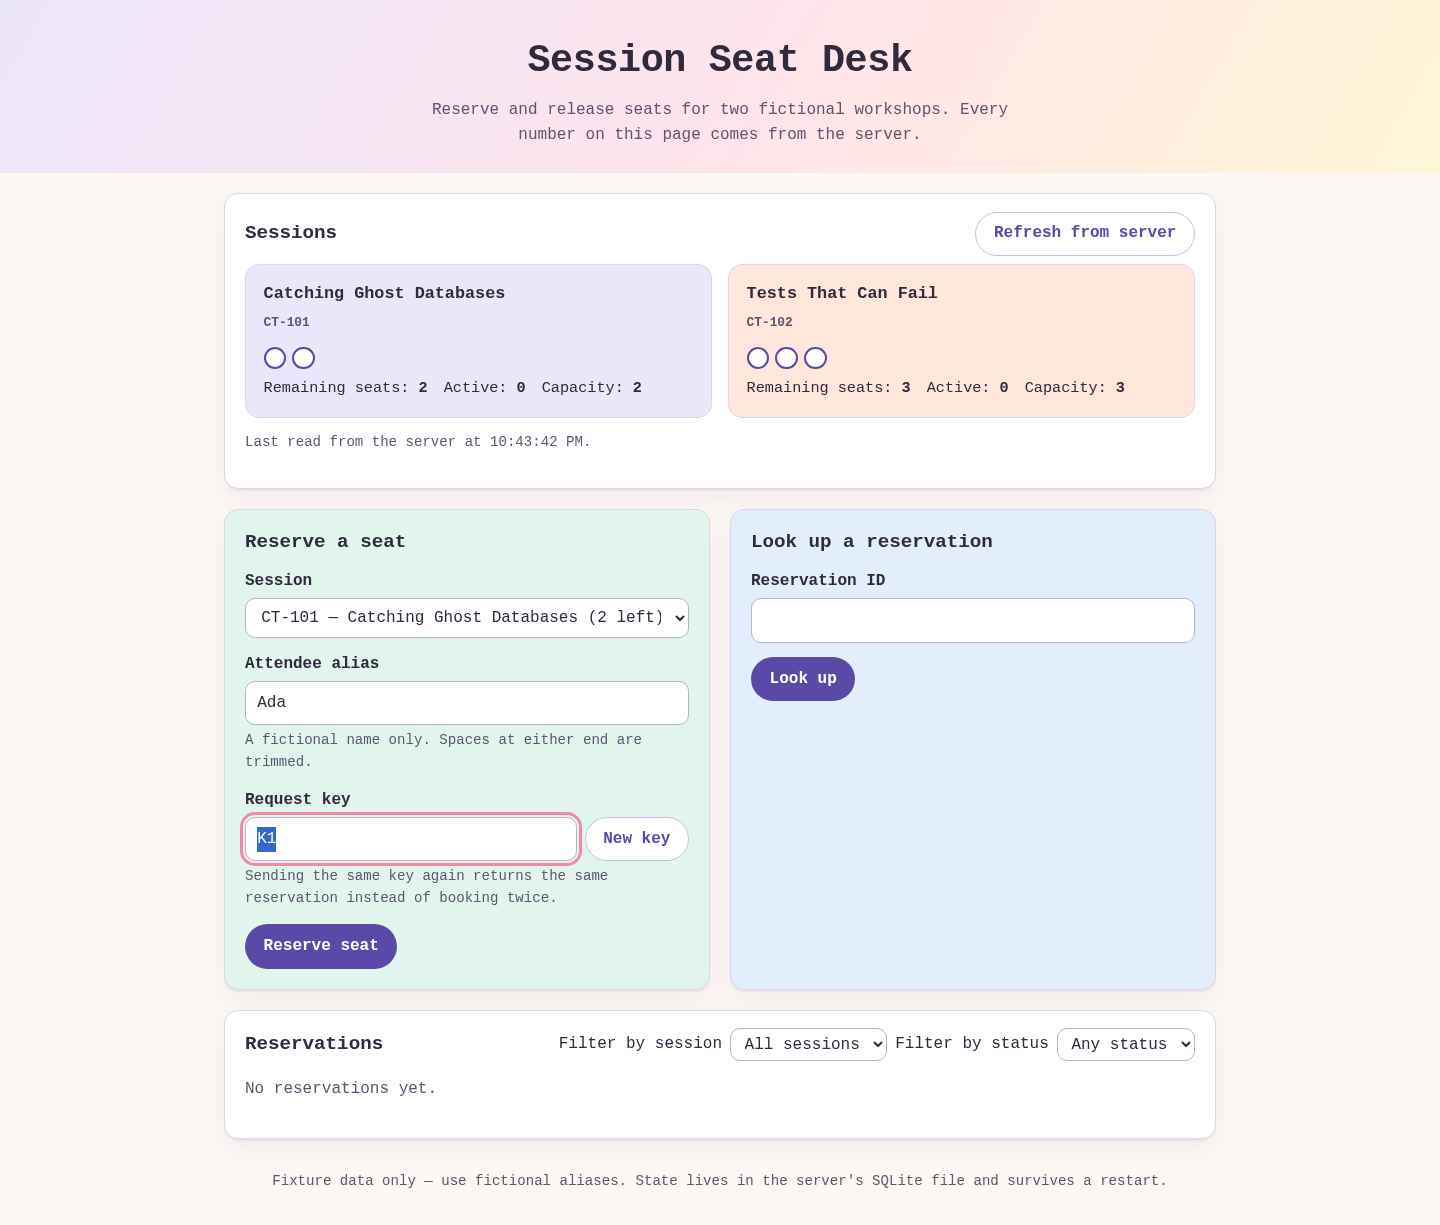 Session Seat Desk
Reserve and release seats for two fictional workshops. Every
number on this page comes from the server.
Sessions
Refresh from server
Catching Ghost Databases
CT-101
Remaining seats: 2 Active: 0 Capacity: 2
Tests That Can Fail
CT-102
Remaining seats: 3 Active: 0 Capacity: 3
Last read from the server at 10:43:42 PM.
Reserve a seat
Session
CT-101 — Catching Ghost Databases (2 left)
Attendee alias
Ada
A fictional name only. Spaces at either end are
trimmed.
Request key
K1
New key
Sending the same key again returns the same
reservation instead of booking twice.
Reserve seat
Look up a reservation
Reservation ID
Look up
Reservations
Filter by session All sessions Filter by status Any status
No reservations yet.
Fixture data only — use fictional aliases. State lives in the server's SQLite file and survives a restart.